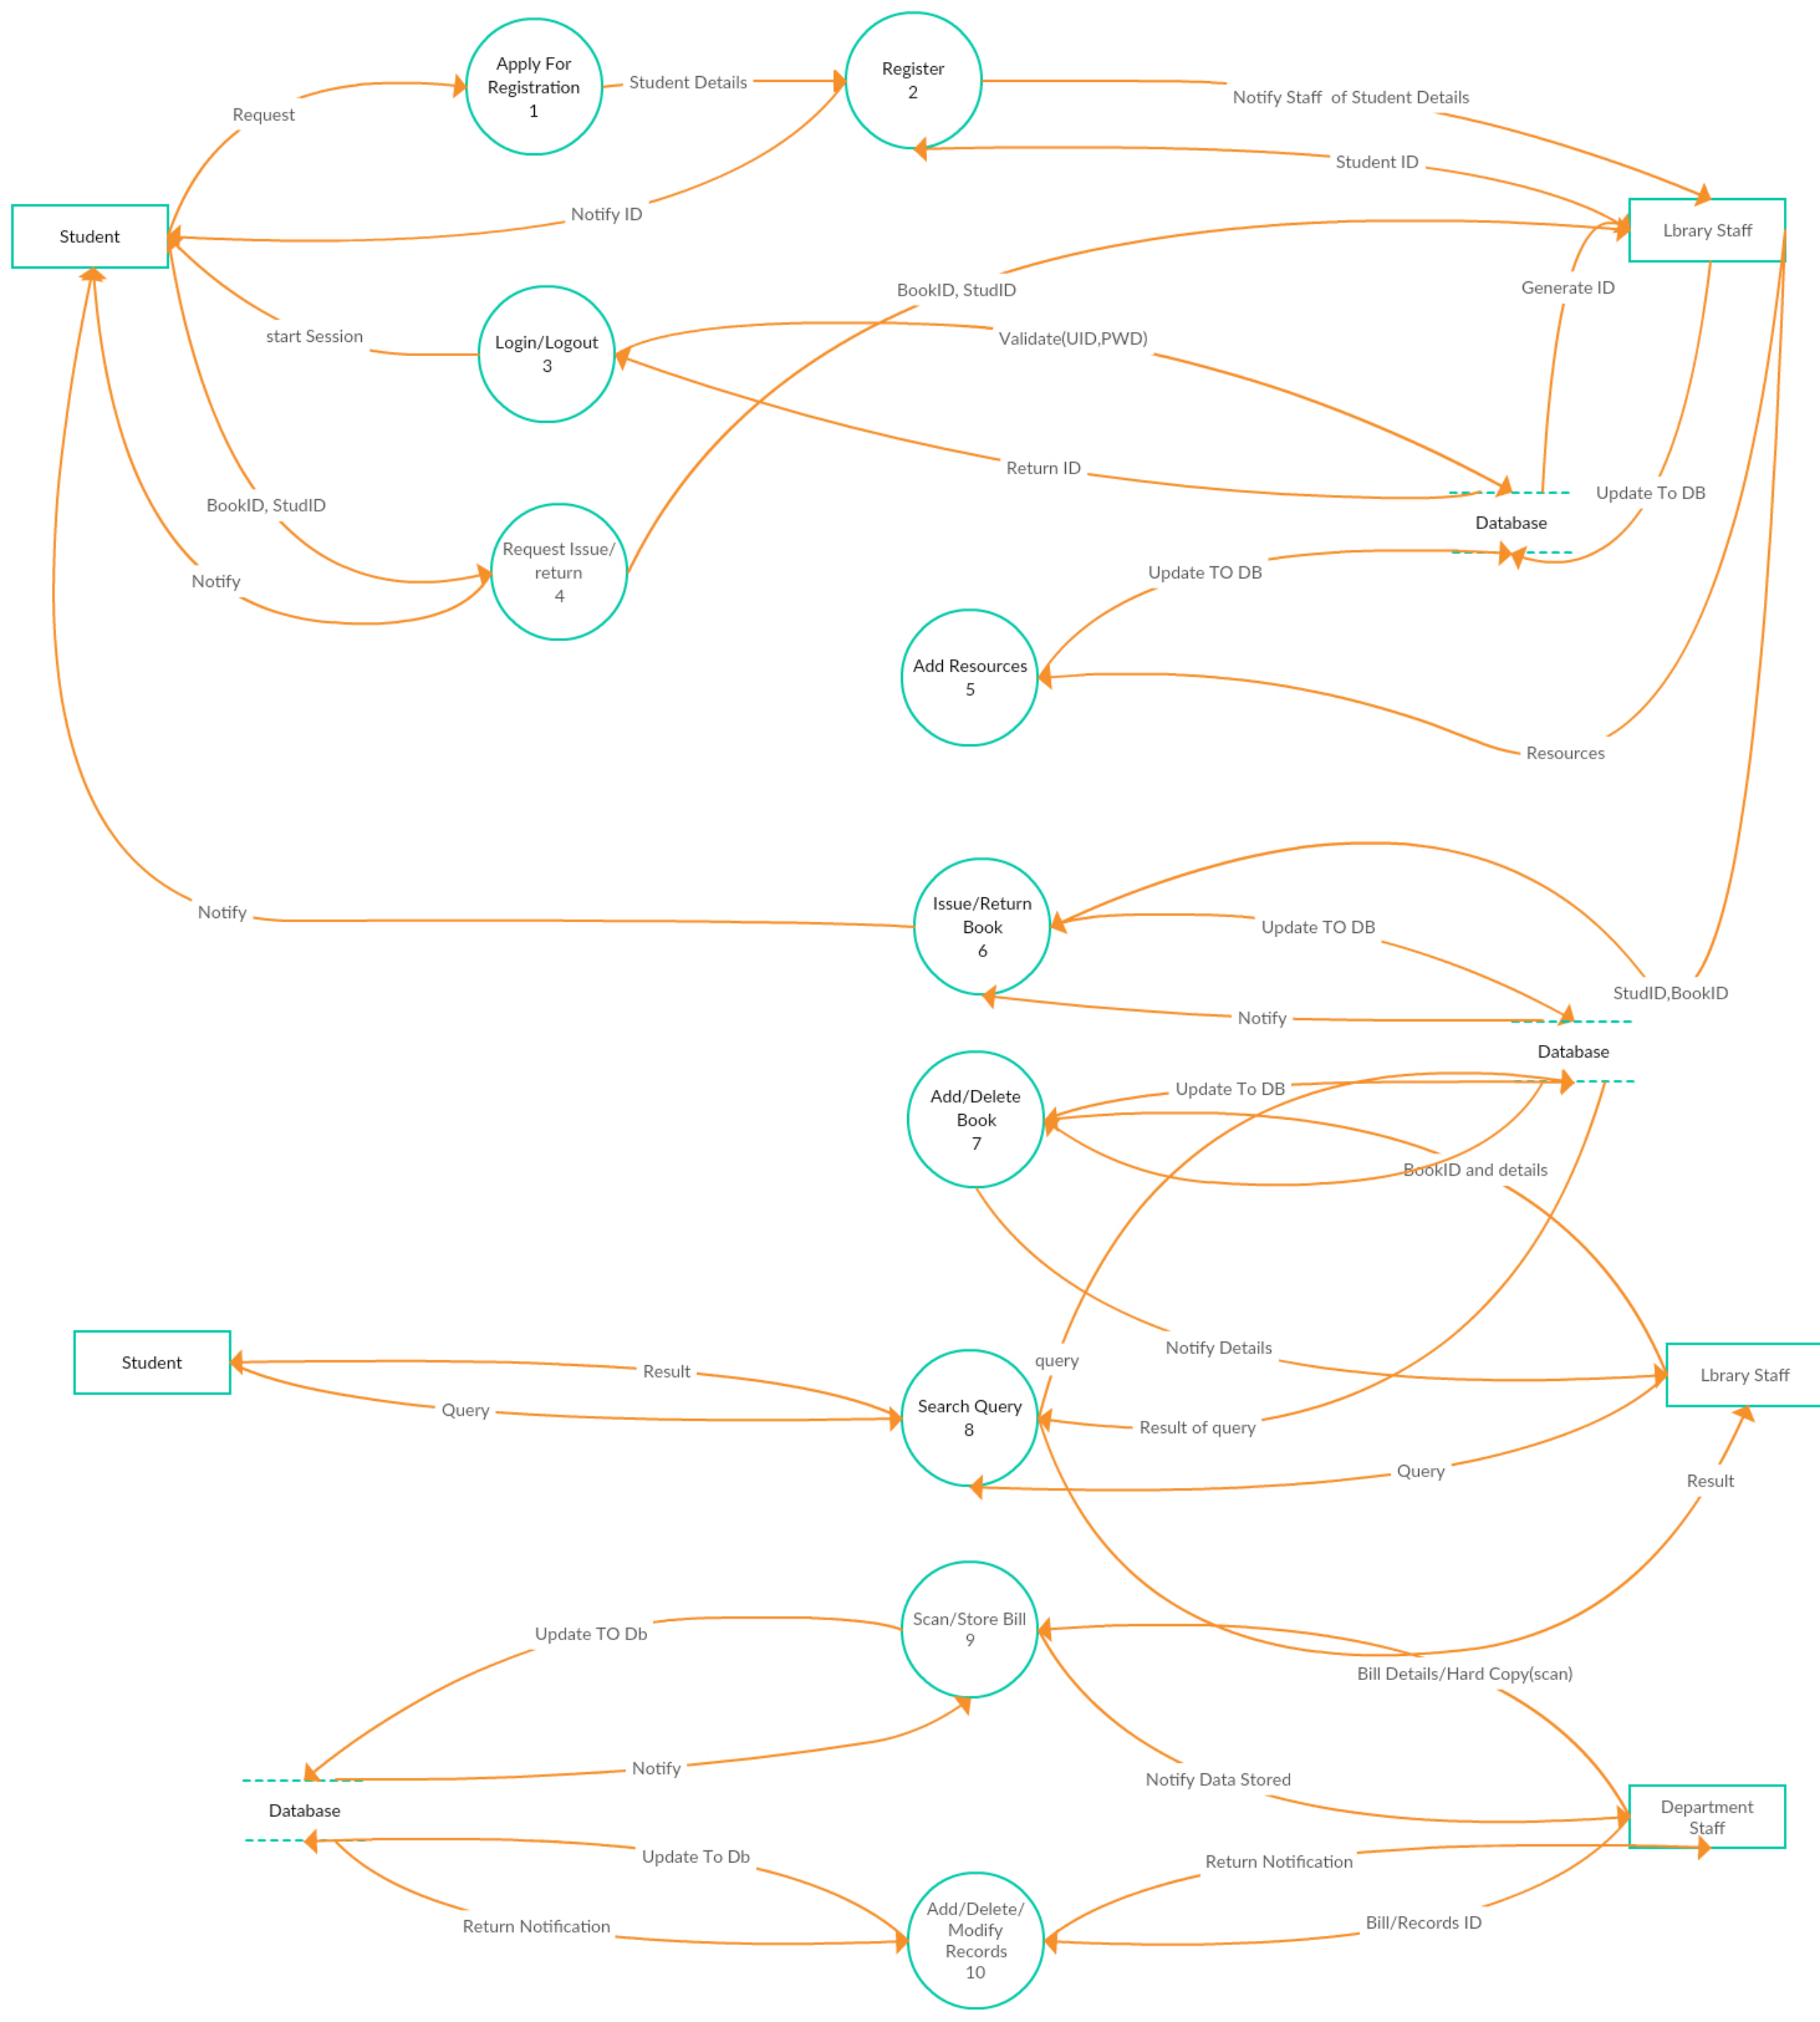 Apply For
Registration
1
Student Details
Register
2
Notify Staff  of Student Details
Request
Student ID
Notify ID
Student
Lbrary Staff
BookID, StudID
Generate ID
start Session
Login/Logout
3
Validate(UID,PWD)
Return ID
BookID, StudID
Update To DB
Database
Request Issue/
return
4
Notify
Update TO DB
Add Resources
5
Resources
Issue/Return
Book
6
Notify
Update TO DB
StudID,BookID
Notify
Database
Add/Delete
Book
7
Update To DB
BookID and details
Notify Details
query
Student
Result
Lbrary Staff
Query
Search Query
8
Result of query
Query
Result
Scan/Store Bill
9
Update TO Db
Bill Details/Hard Copy(scan)
Notify
Notify Data Stored
Database
Department
Staff
Update To Db
Return Notification
Return Notification
Bill/Records ID
Add/Delete/
Modify
Records
10